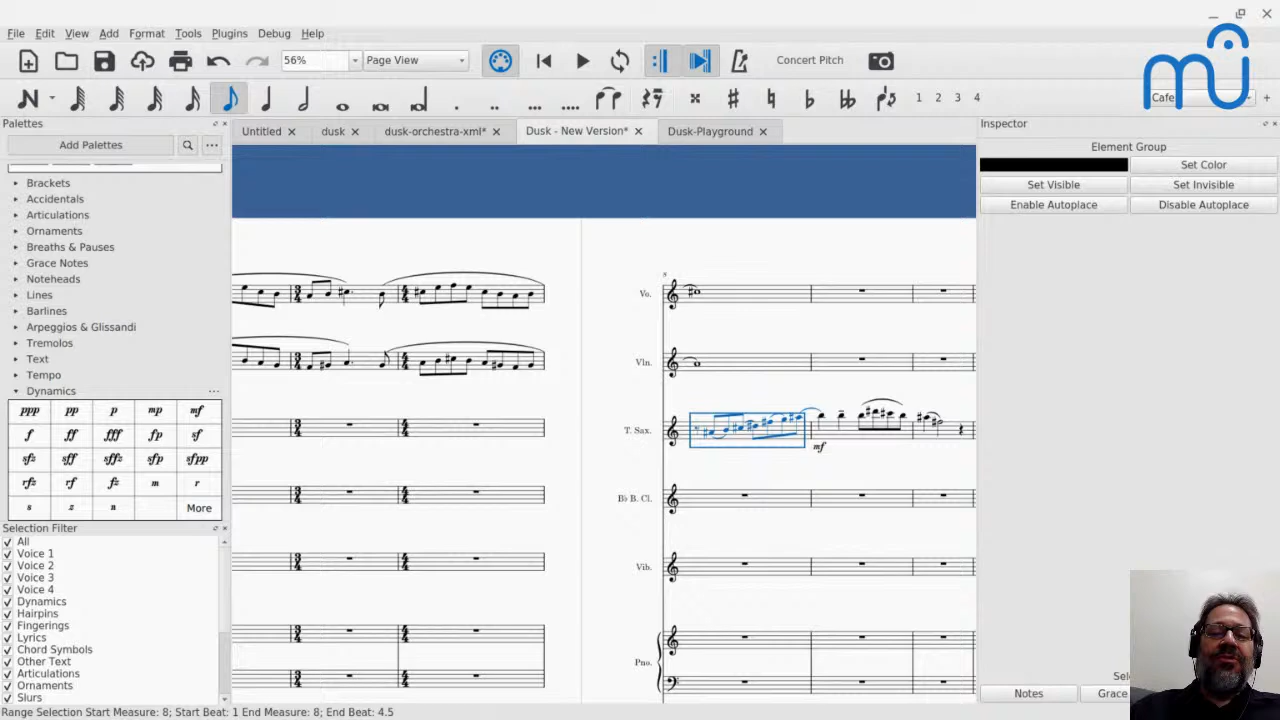 File Edit View Add Format Tools Plugins Debug Help
56% Page View Concert Pitch
1 2 3 4 Cafe
Palettes
Untitled dusk dusk-orchestra-xml* Dusk - New Version* Dusk-Playground
Inspector
Add Palettes
Element Group
Set Color
Set Visible Set Invisible
Enable Autoplace Disable Autoplace
Brackets
Accidentals
Articulations
Ornaments
Breaths & Pauses
Grace Notes
Noteheads
Lines
Barlines
Arpeggios & Glissandi
Tremolos
Text
Tempo
Dynamics
ppp pp p mp mf
f ff fff fp sf
sfz sff sffz sfp sfpp
rfz rf fz m r
s z n More
Selection Filter
All
Voice 1
Voice 2
Voice 3
Voice 4
Dynamics
Hairpins
Fingerings
Lyrics
Chord Symbols
Other Text
Articulations
Ornaments
Slurs
Vo.
Vln.
T. Sax.
mf
B♭ B. Cl.
Vib.
Pno.
Notes Grace
Range Selection Start Measure: 8; Start Beat: 1 End Measure: 8; End Beat: 4.5